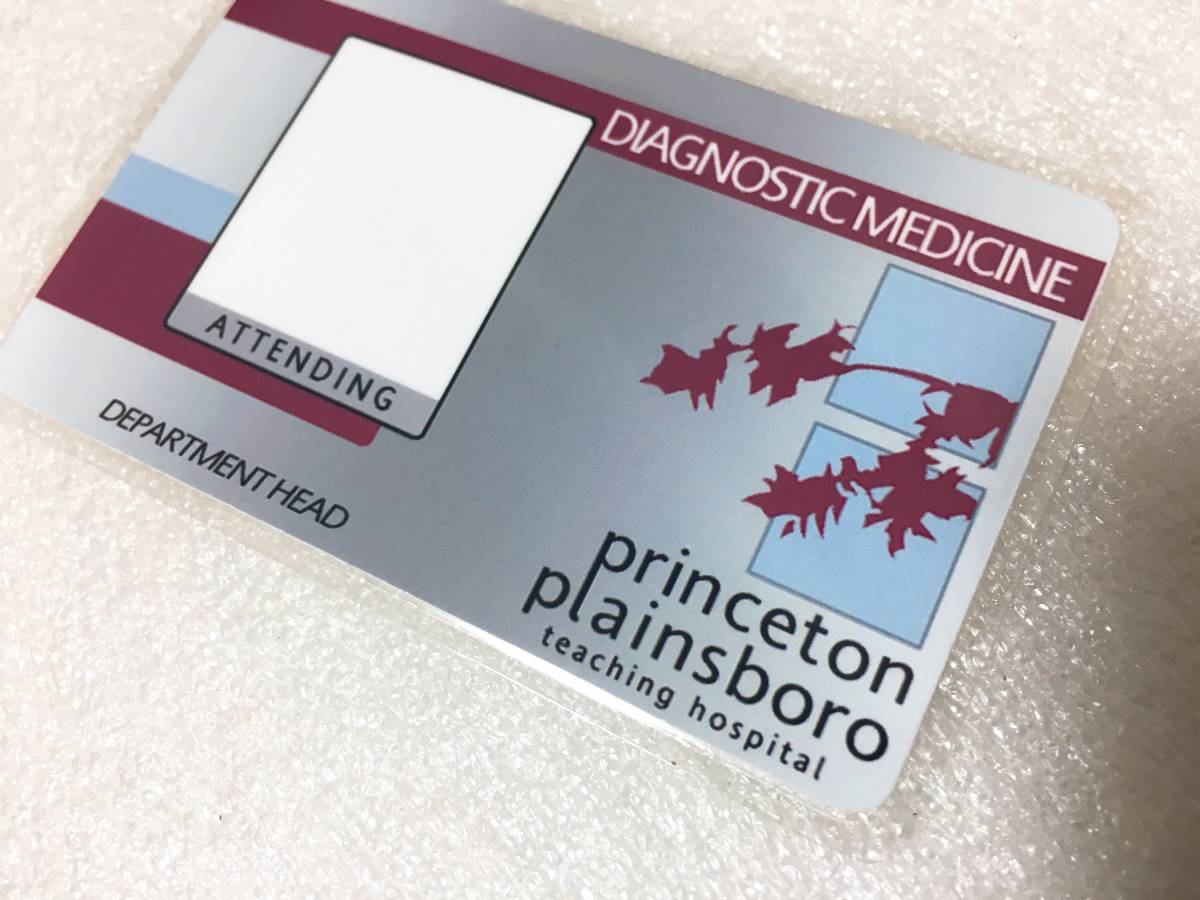 DIAGNOSTIC MEDICINE
ATTENDING
DEPARTMENT HEAD
princeton
plainsboro
teaching hospital